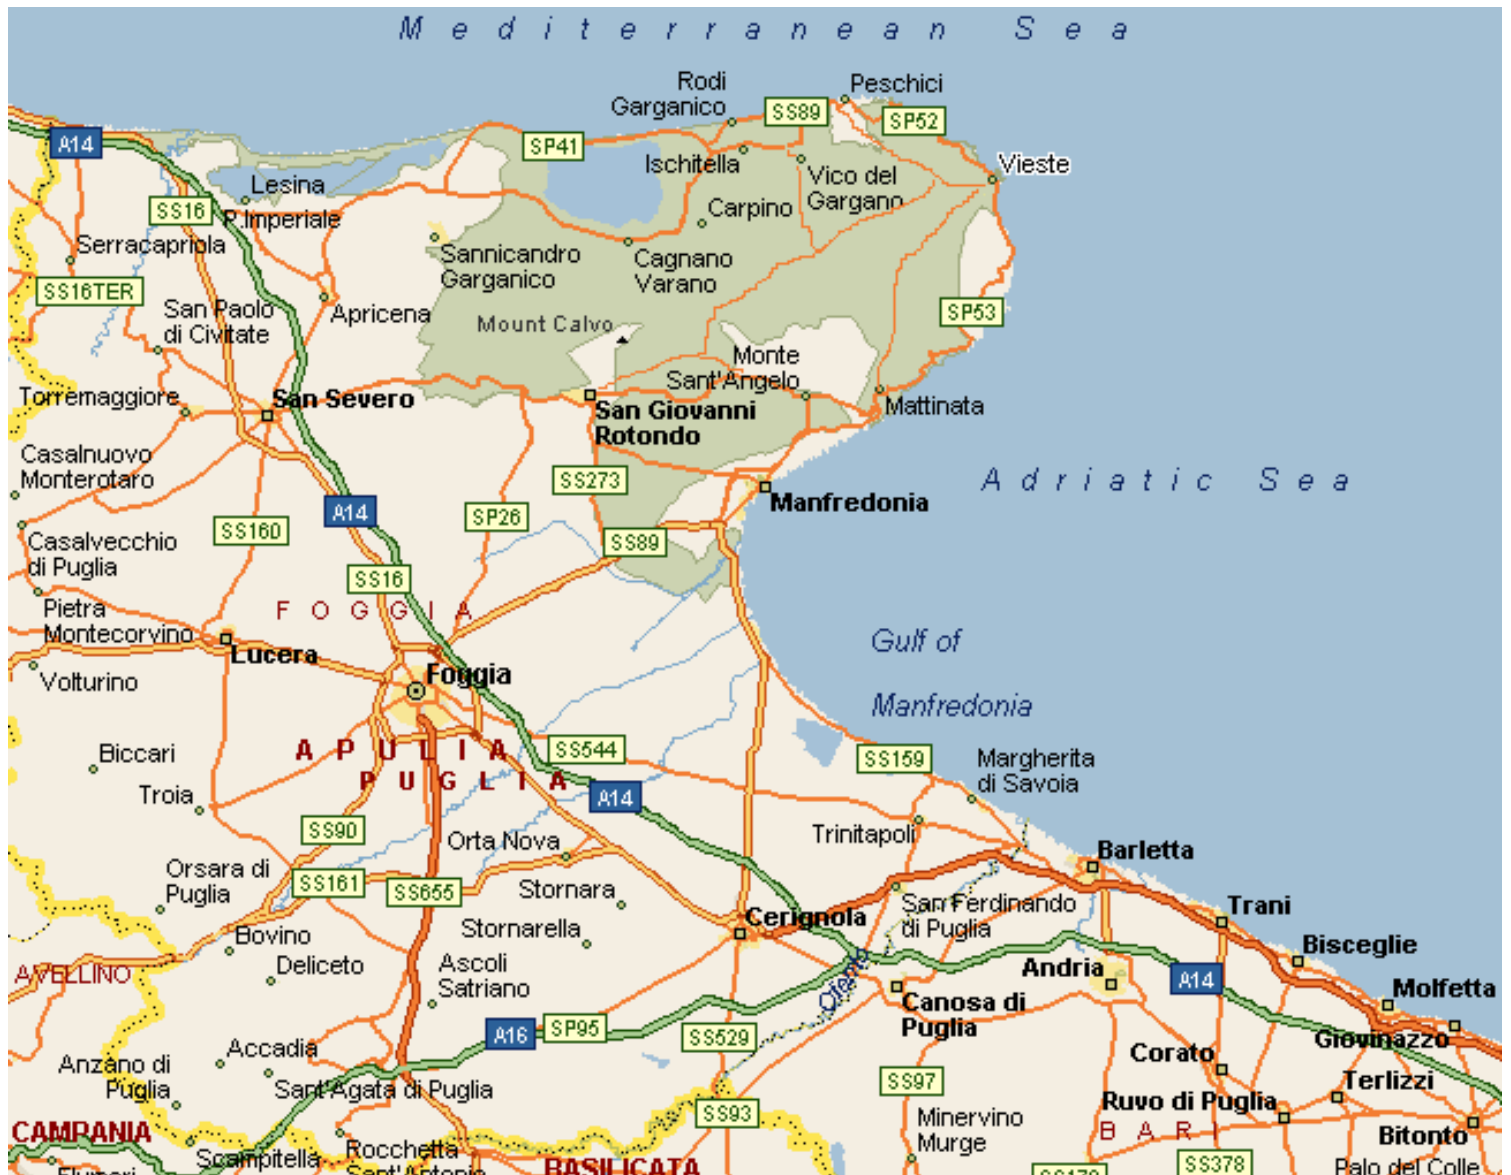 Mediterranean Sea
Rodi
Garganico
Peschici
SS89
SP52
A14
SP41
Ischitella
Vico del
Gargano
Vieste
Lesina
P.Imperiale
SS16
Carpino
Serracapriola
Sannicandro
Garganico
Cagnano
Varano
SS16TER
San Paolo
di Civitate
Apricena
Mount Calvo
SP53
Monte
Sant'Angelo
Torremaggiore
San Severo
San Giovanni
Rotondo
Mattinata
Casalnuovo
Monterotaro
SS273
Adriatic Sea
Manfredonia
A14
SS160
SP26
SS89
Casalvecchio
di Puglia
SS16
FOGGIA
Pietra
Montecorvino
Lucera
Gulf of
Manfredonia
Volturino
Foggia
APULIA
PUGLIA
SS544
SS159
Biccari
Margherita
di Savoia
Troia
A14
SS90
Orta Nova
Trinitapoli
Barletta
Orsara di
Puglia
SS161
SS655
Stornara
San Ferdinando
di Puglia
Cerignola
Trani
Bovino
Stornarella
Bisceglie
AVELLINO
Deliceto
Ascoli
Satriano
Ofanto
Andria
A14
Canosa di
Puglia
Molfetta
A16
SP95
SS529
Giovinazzo
Accadia
Corato
Anzano di
Puglia
Sant'Agata di Puglia
SS97
Terlizzi
SS93
Ruvo di Puglia
Minervino
Murge
BARI
Bitonto
CAMPANIA
Scampitella
Rocchetta
Sant'Antonio
BASILICATA
SS378
Palo del Colle
Flumeri